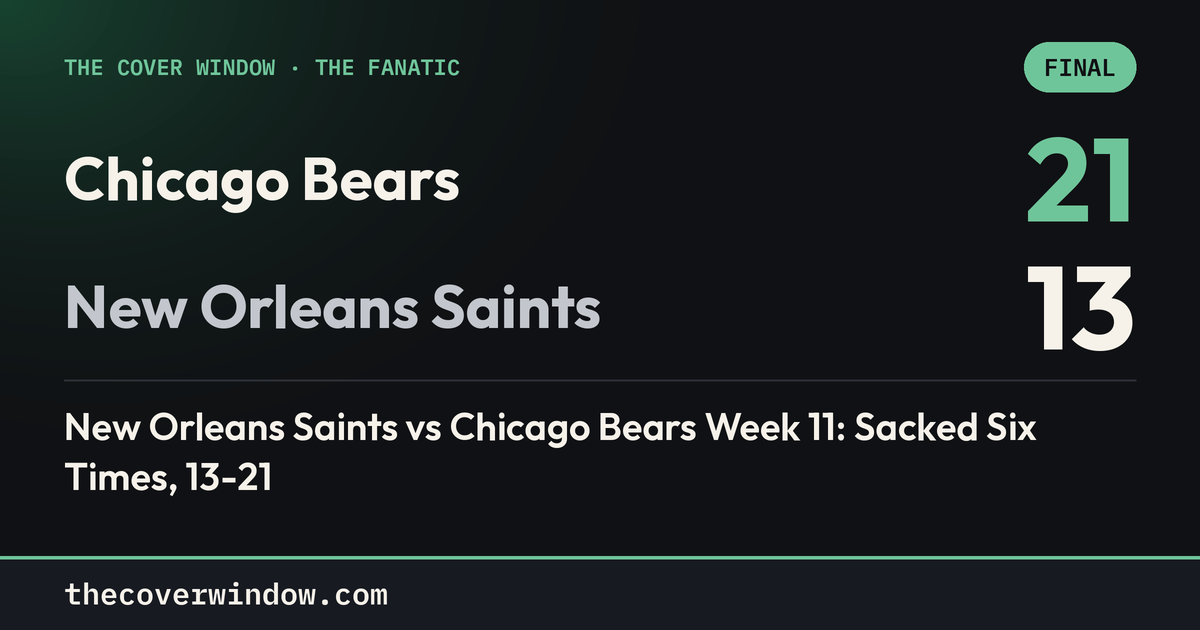 THE COVER WINDOW · THE FANATIC
FINAL
Chicago Bears
21
New Orleans Saints
13
New Orleans Saints vs Chicago Bears Week 11: Sacked Six
Times, 13-21
thecoverwindow.com